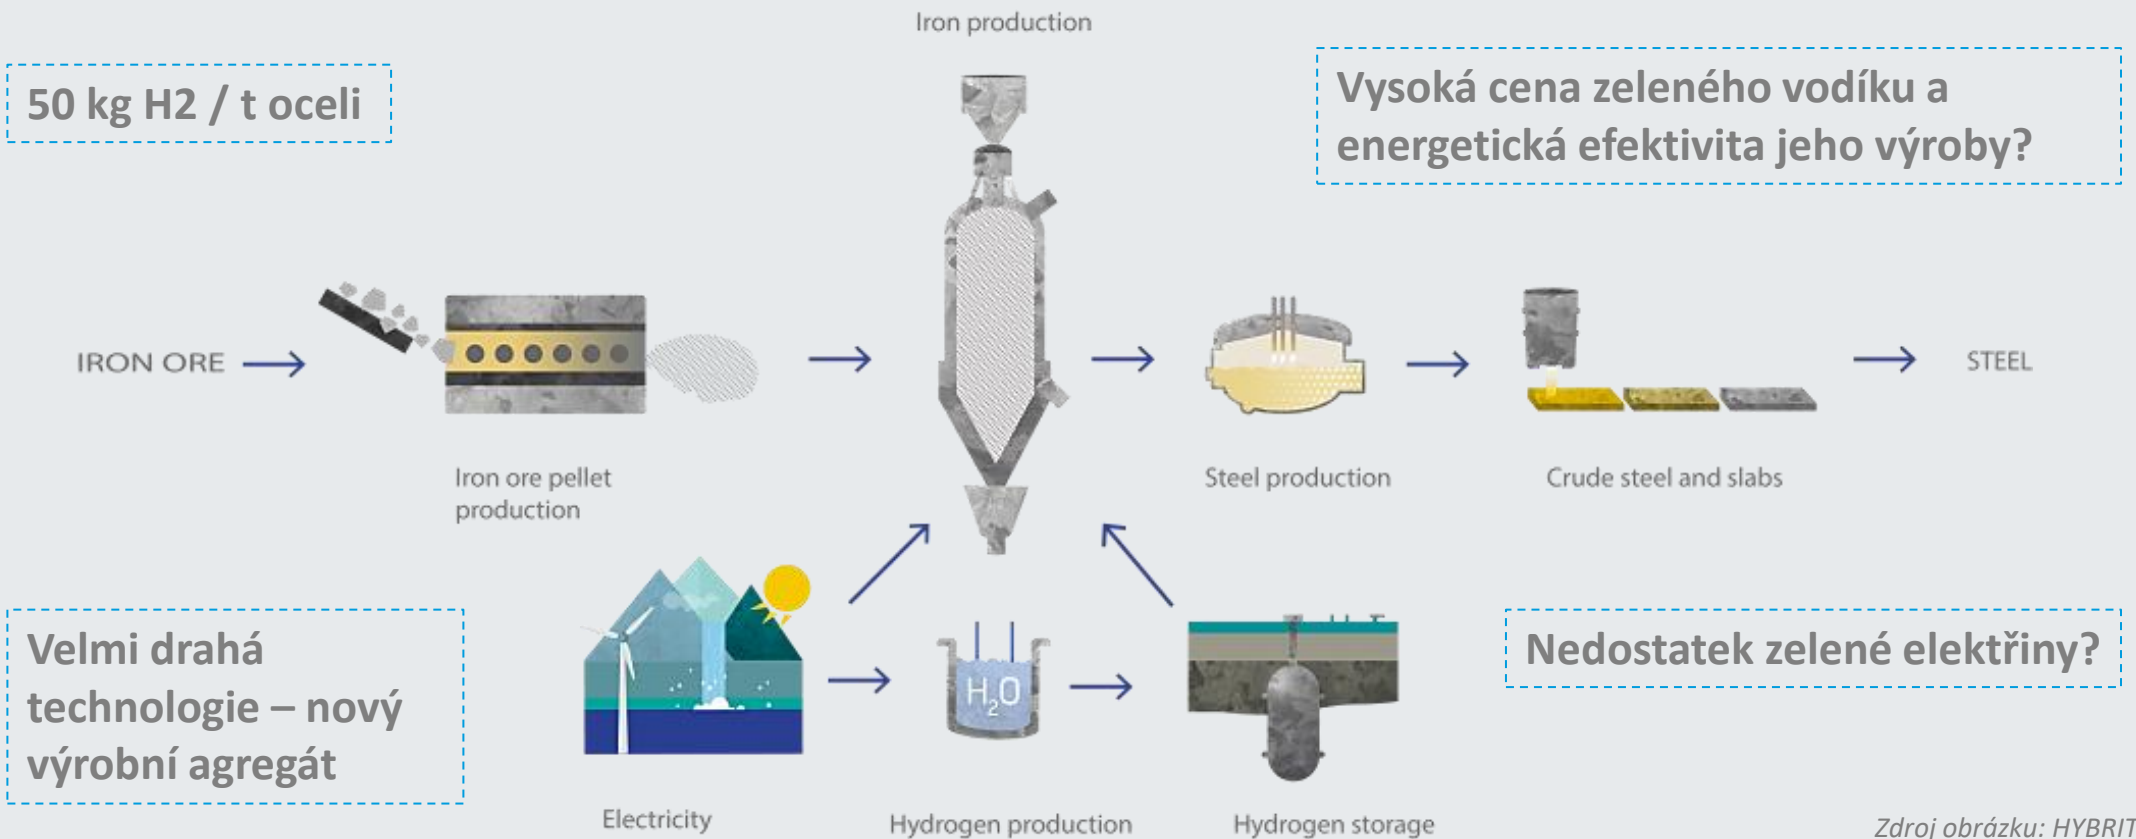 Iron production
50 kg H2 / t oceli
Vysoká cena zeleného vodíku a
energetická efektivita jeho výroby?
IRON ORE
STEEL
Iron ore pellet
production
Steel production
Crude steel and slabs
Velmi drahá
technologie – nový
výrobní agregát
H2O
Nedostatek zelené elektřiny?
Electricity
Hydrogen production
Hydrogen storage
Zdroj obrázku: HYBRIT